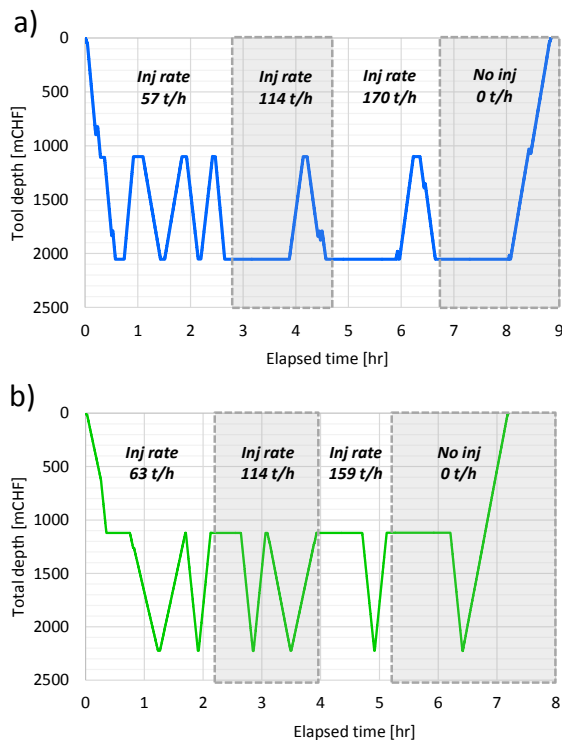 a)
Inj rate
57 t/h
Inj rate
114 t/h
Inj rate
170 t/h
No inj
0 t/h
Tool depth [mCHF]
0
500
1000
1500
2000
2500
0 1 2 3 4 5 6 7 8 9
Elapsed time [hr]
b)
Inj rate
63 t/h
Inj rate
114 t/h
Inj rate
159 t/h
No inj
0 t/h
Total depth [mCHF]
0
500
1000
1500
2000
2500
0 1 2 3 4 5 6 7 8
Elapsed time [hr]